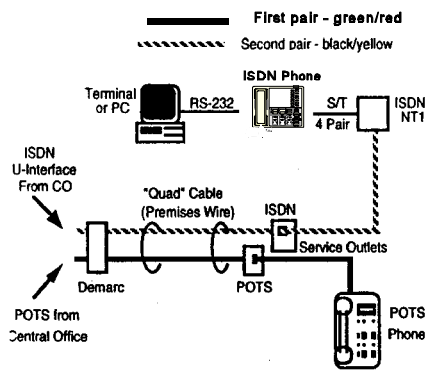 First pair - green/red
Second pair - black/yellow
ISDN Phone
Terminal
or PC
RS-232
S/T
4 Pair
ISDN
NT1
ISDN
U-Interface
From CO
"Quad" Cable
(Premises Wire)
ISDN
Service Outlets
Demarc
POTS
POTS from
Central Office
POTS
Phone